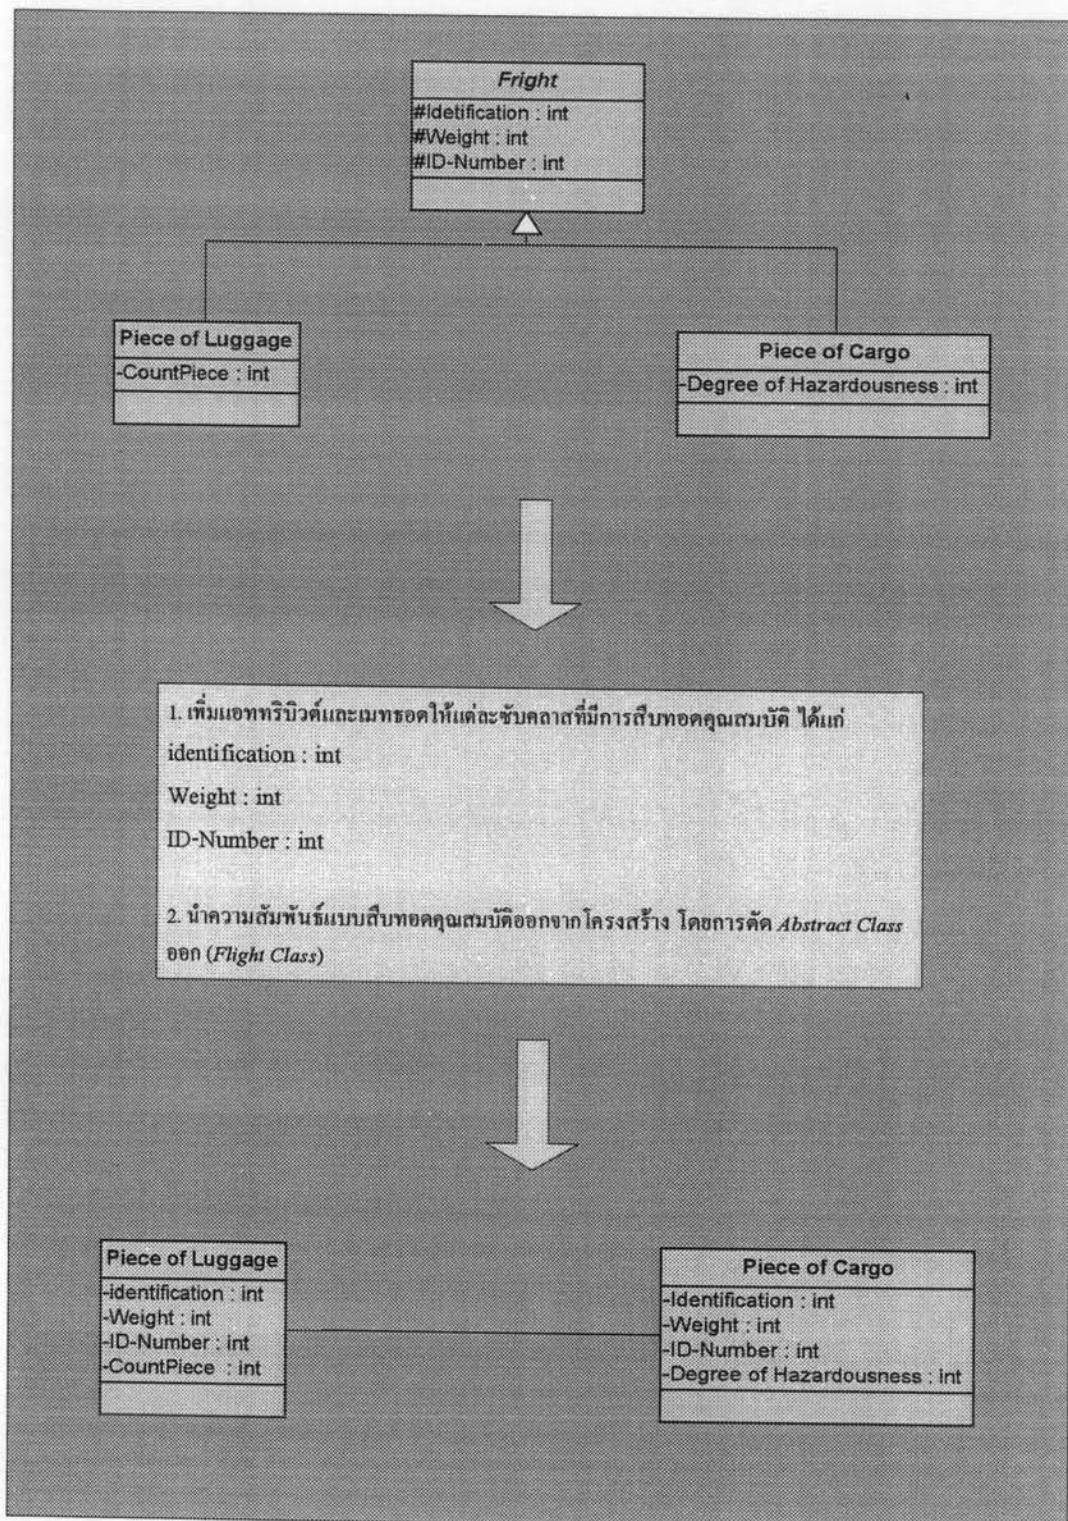 Fright
#Idetification : int
#Weight : int
#ID-Number : int
Piece of Luggage
-CountPiece : int
Piece of Cargo
-Degree of Hazardousness : int
1. เพิ่มแอททริบิวต์และเมทธอดให้แต่ละซับคลาสที่มีการสืบทอดคุณสมบัติ ได้แก่
identification : int
Weight : int
ID-Number : int
2. นำความสัมพันธ์แบบสืบทอดคุณสมบัติออกจากโครงสร้าง โดยการตัด Abstract Class
ออก (Flight Class)
Piece of Luggage
-identification : int
-Weight : int
-ID-Number : int
-CountPiece : int
Piece of Cargo
-Identification : int
-Weight : int
-ID-Number : int
-Degree of Hazardousness : int